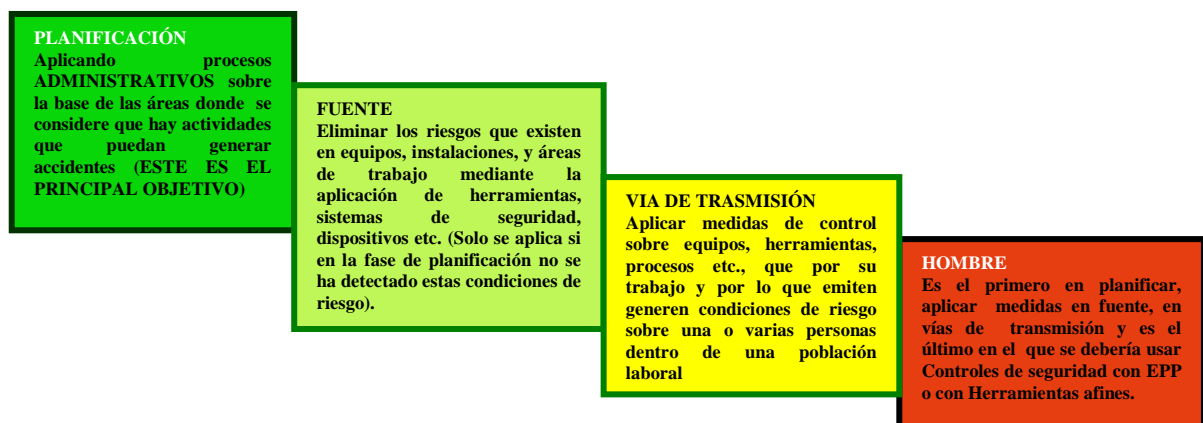 PLANIFICACIÓN
Aplicando procesos
ADMINISTRATIVOS sobre
la base de las áreas donde se
considere que hay actividades
que puedan generar
accidentes (ESTE ES EL
PRINCIPAL OBJETIVO)
FUENTE
Eliminar los riesgos que existen
en equipos, instalaciones, y áreas
de trabajo mediante la
aplicación de herramientas,
sistemas de seguridad,
dispositivos etc. (Solo se aplica si
en la fase de planificación no se
ha detectado estas condiciones de
riesgo).
VIA DE TRASMISIÓN
Aplicar medidas de control
sobre equipos, herramientas,
procesos etc., que por su
trabajo y por lo que emiten
generen condiciones de riesgo
sobre una o varias personas
dentro de una población
laboral
HOMBRE
Es el primero en planificar,
aplicar medidas en fuente, en
vías de transmisión y es el
último en el que se debería usar
Controles de seguridad con EPP
o con Herramientas afines.